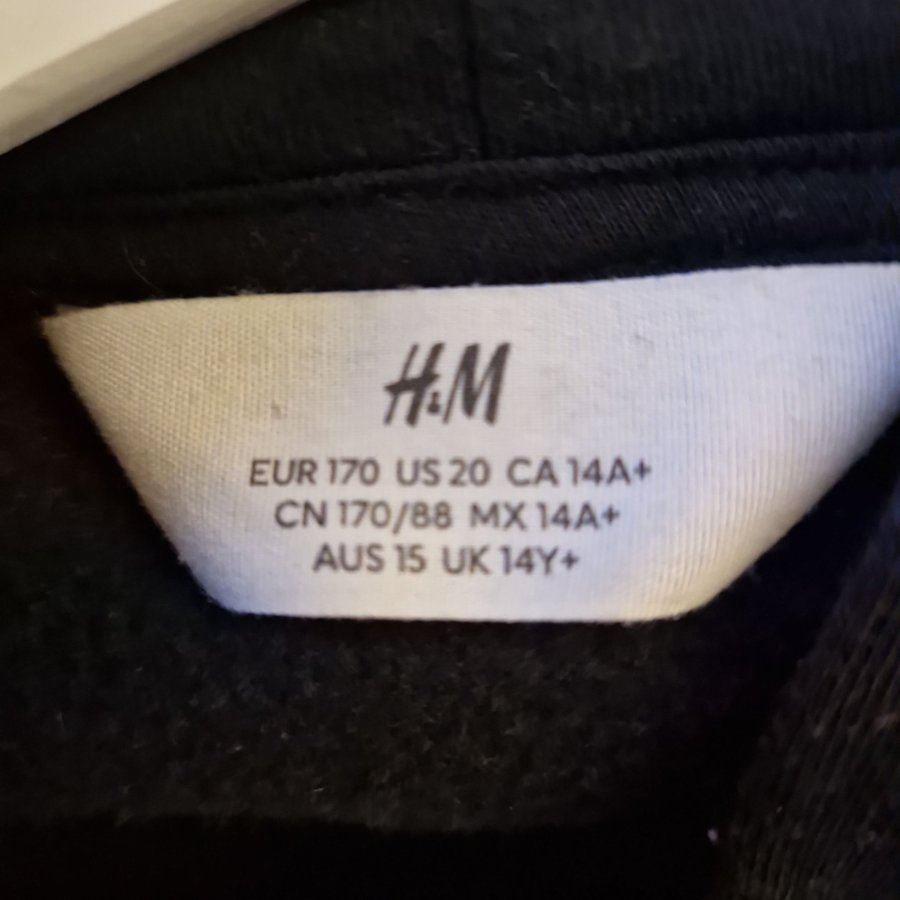 H&M
EUR 170 US 20 CA 14A+
CN 170/88 MX 14A+
AUS 15 UK 14Y+